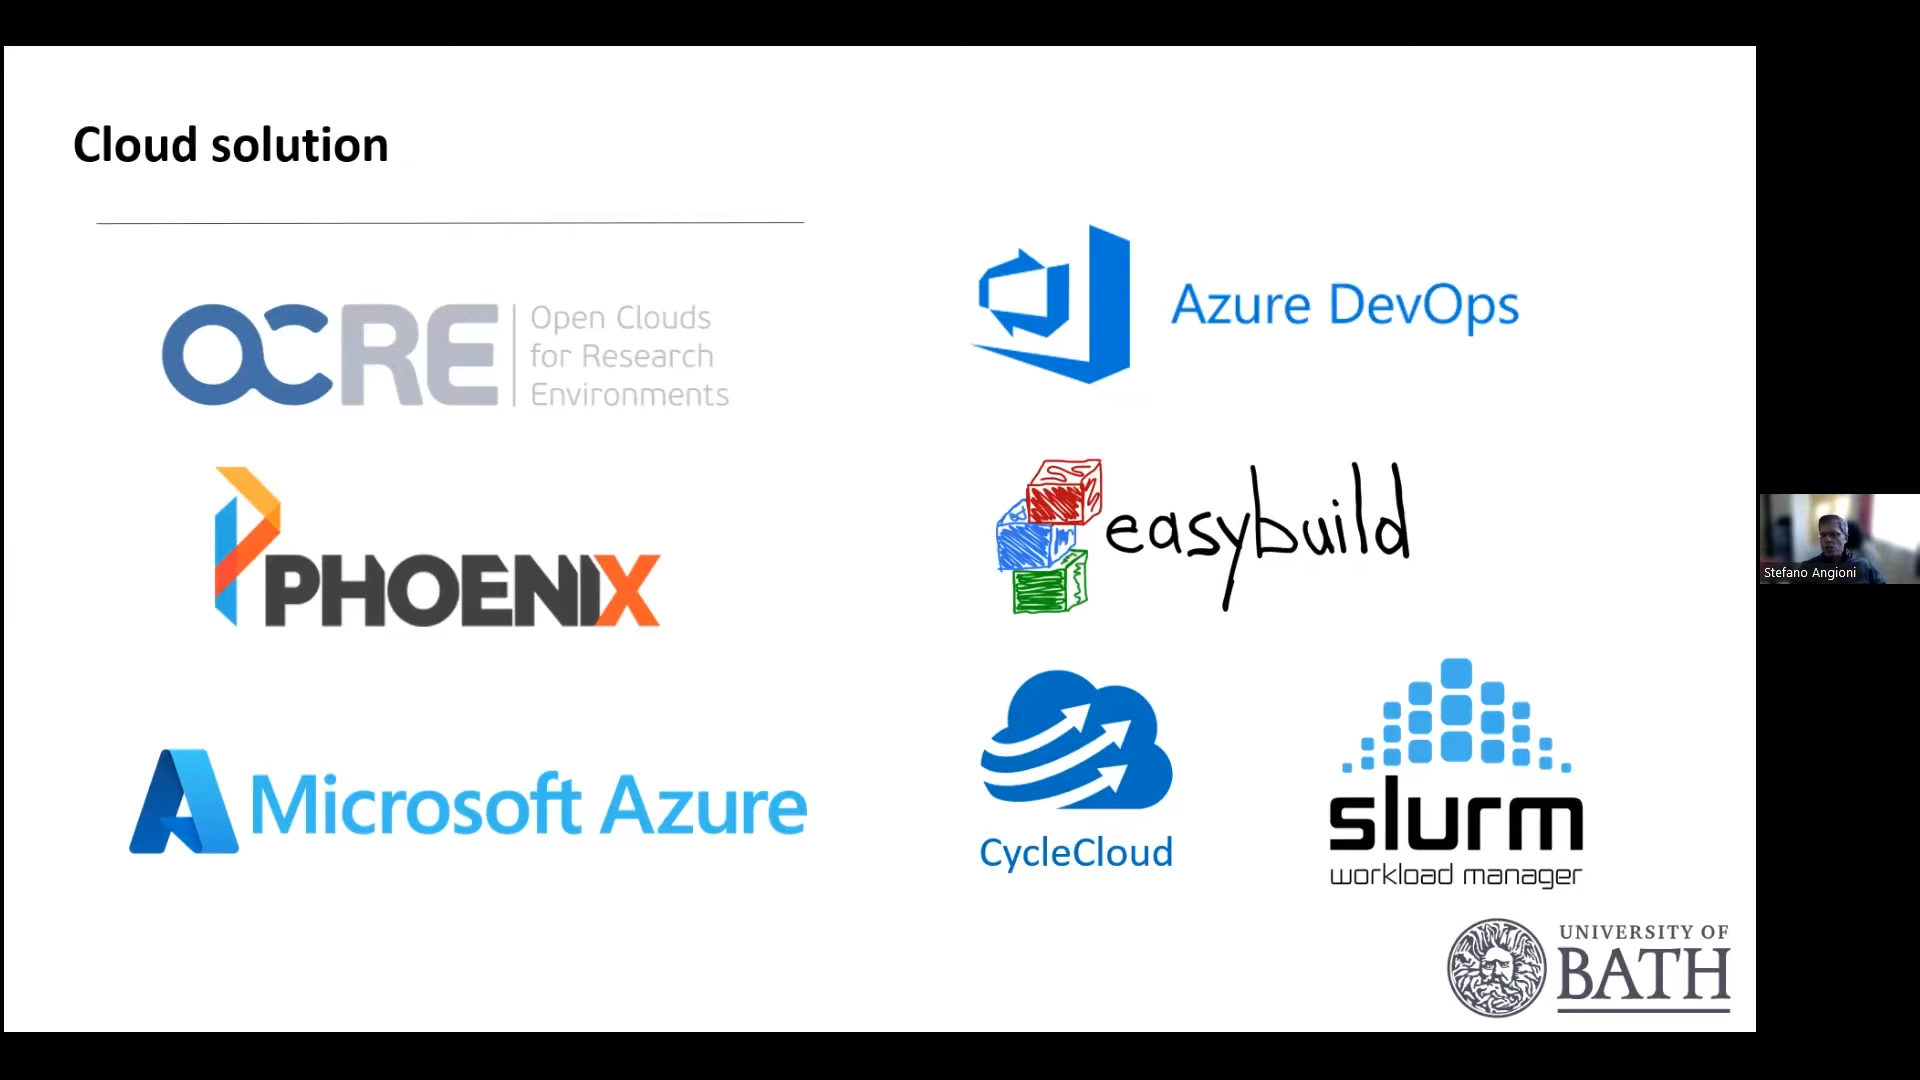 Cloud solution
OCRE
Open Clouds
for Research
Environments
PHOENIX
Microsoft Azure
Azure DevOps
easybuild
CycleCloud
slurm
workload manager
UNIVERSITY OF
BATH
Stefano Angioni